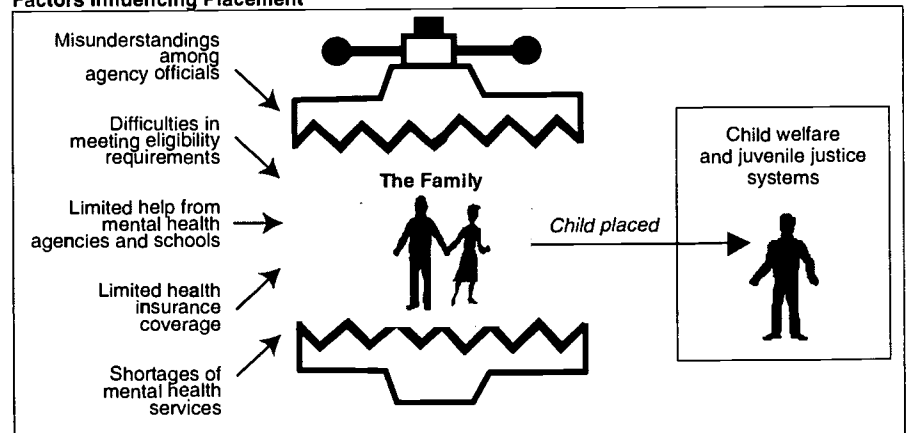 Factors Influencing Placement
Misunderstandings
among
agency officials
Difficulties in
meeting eligibility
requirements
Limited help from
mental health
agencies and schools
Limited health
insurance
coverage
Shortages of
mental health
services
The Family
Child placed
Child welfare
and juvenile justice
systems